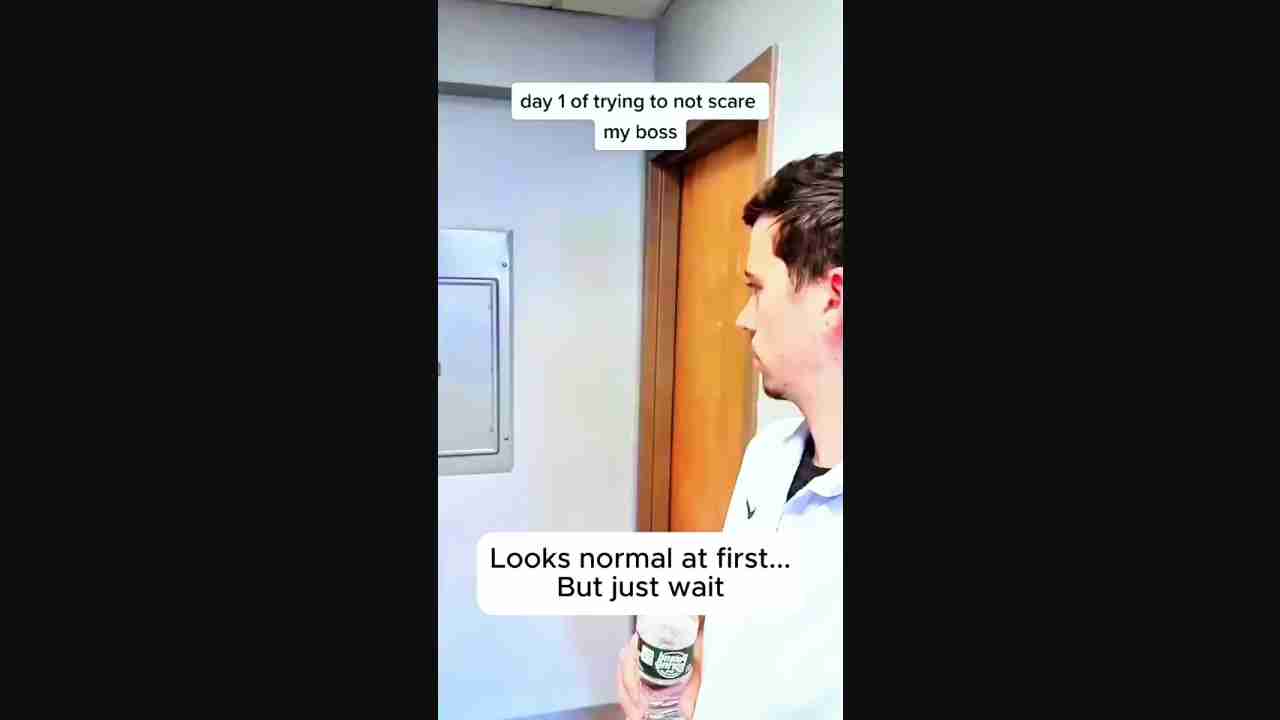 day 1 of trying to not scare
my boss
Looks normal at first...
But just wait